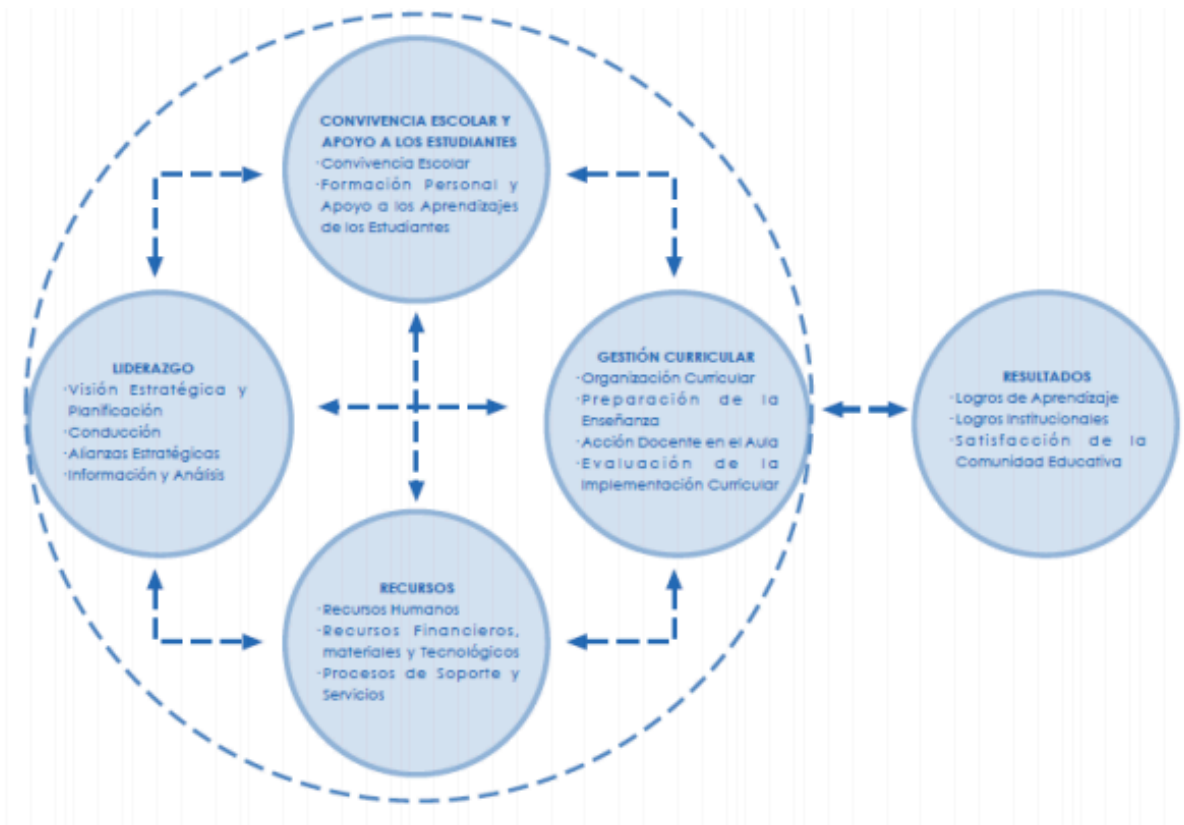 CONVIVENCIA ESCOLAR Y
APOYO A LOS ESTUDIANTES
·Convivencia Escolar
·Formación Personal y
Apoyo a los Aprendizajes
de los Estudiantes
LIDERAZGO
·Visión Estratégica y
Planificación
·Conducción
·Alianzas Estratégicas
·Información y Análisis
GESTIÓN CURRICULAR
·Organización Curricular
·Preparación de la
Enseñanza
·Acción Docente en el Aula
·Evaluación de la
Implementación Curricular
RESULTADOS
·Logros de Aprendizaje
·Logros Institucionales
·Satisfacción de la
Comunidad Educativa
RECURSOS
·Recursos Humanos
·Recursos Financieros,
materiales y Tecnológicos
·Procesos de Soporte y
Servicios